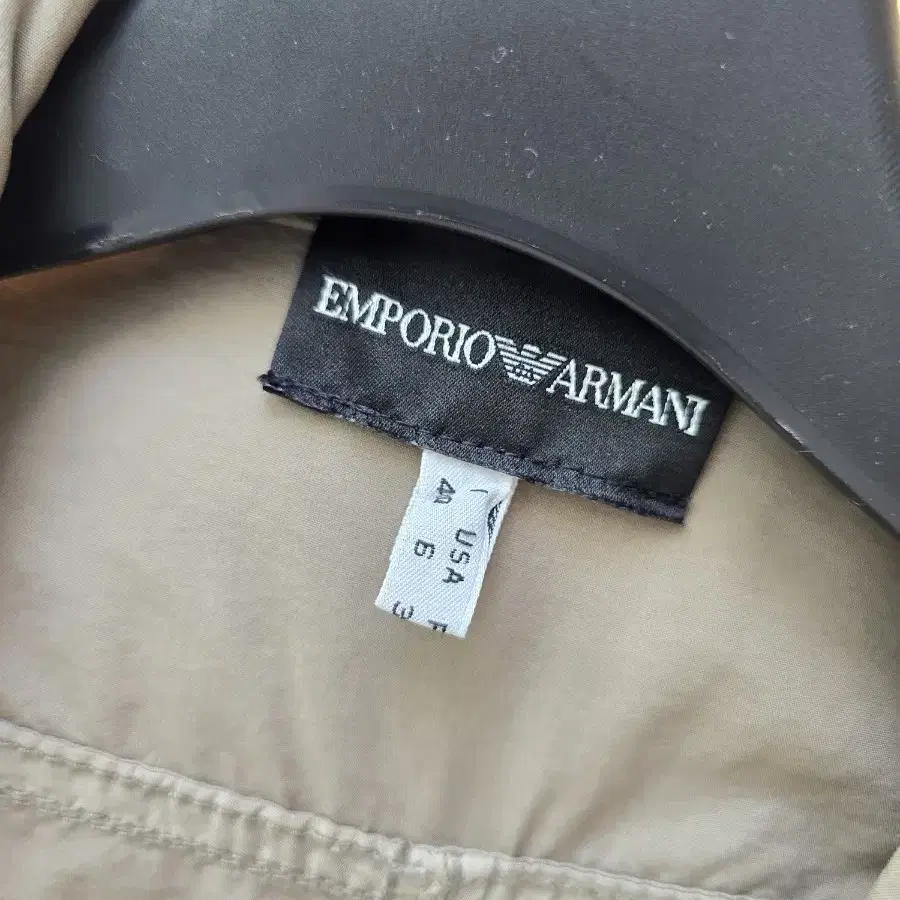 EMPORIO ARMANI
I USA F
40 6 3